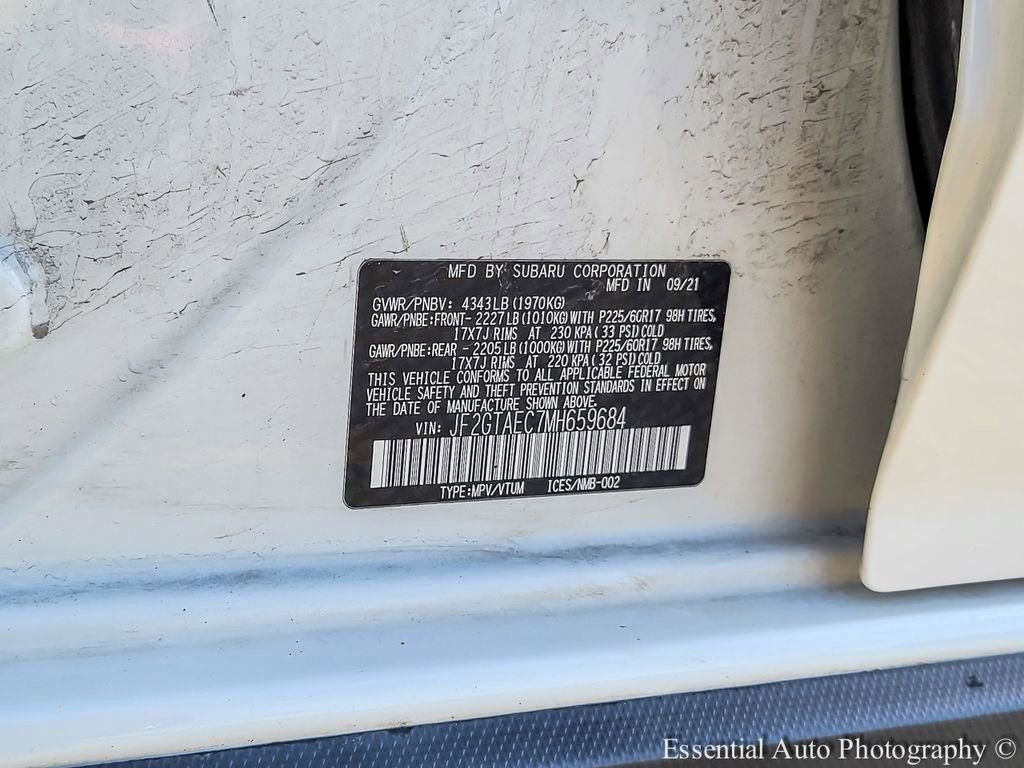 MFD BY SUBARU CORPORATION
MFD IN 09/21
GVWR/PNBV: 4343LB(1970KG)
GAWR/PNBE:FRONT-2227LB(1010KG)WITH P225/60R17 98H TIRES,
17X7J RIMS AT 230 KPA(33 PSI)COLD
GAWR/PNBE:REAR -2205LB(1000KG)WITH P225/60R17 98H TIRES,
17X7J RIMS AT 220 KPA(32 PSI)COLD
THIS VEHICLE CONFORMS TO ALL APPLICABLE FEDERAL MOTOR
VEHICLE SAFETY AND THEFT PREVENTION STANDARDS IN EFFECT ON
THE DATE OF MANUFACTURE SHOWN ABOVE.
VIN: JF2GTAEC7MH659684
TYPE:MPV/VTUM ICES/NMB-002
Essential Auto Photography ©